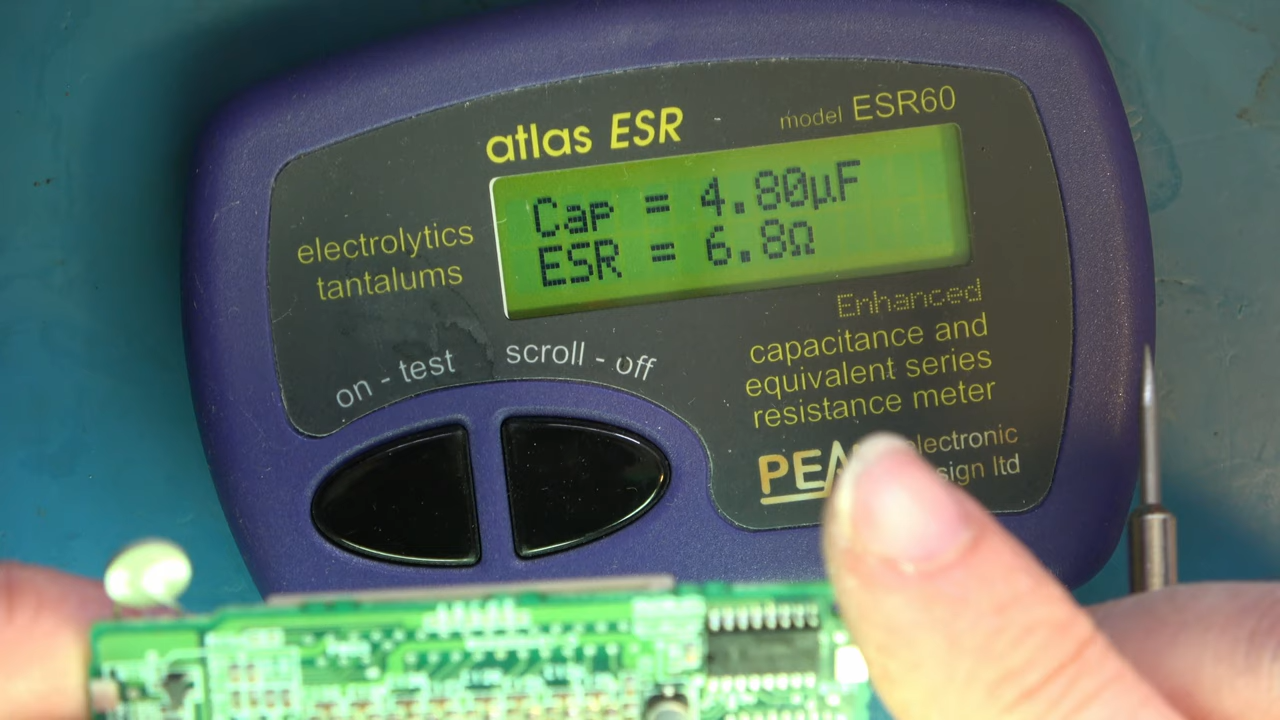 atlas ESR
model ESR60
Cap = 4.80µF
ESR = 6.8Ω
electrolytics
tantalums
Enhanced
capacitance and
equivalent series
resistance meter
on - test
scroll - off
ltd